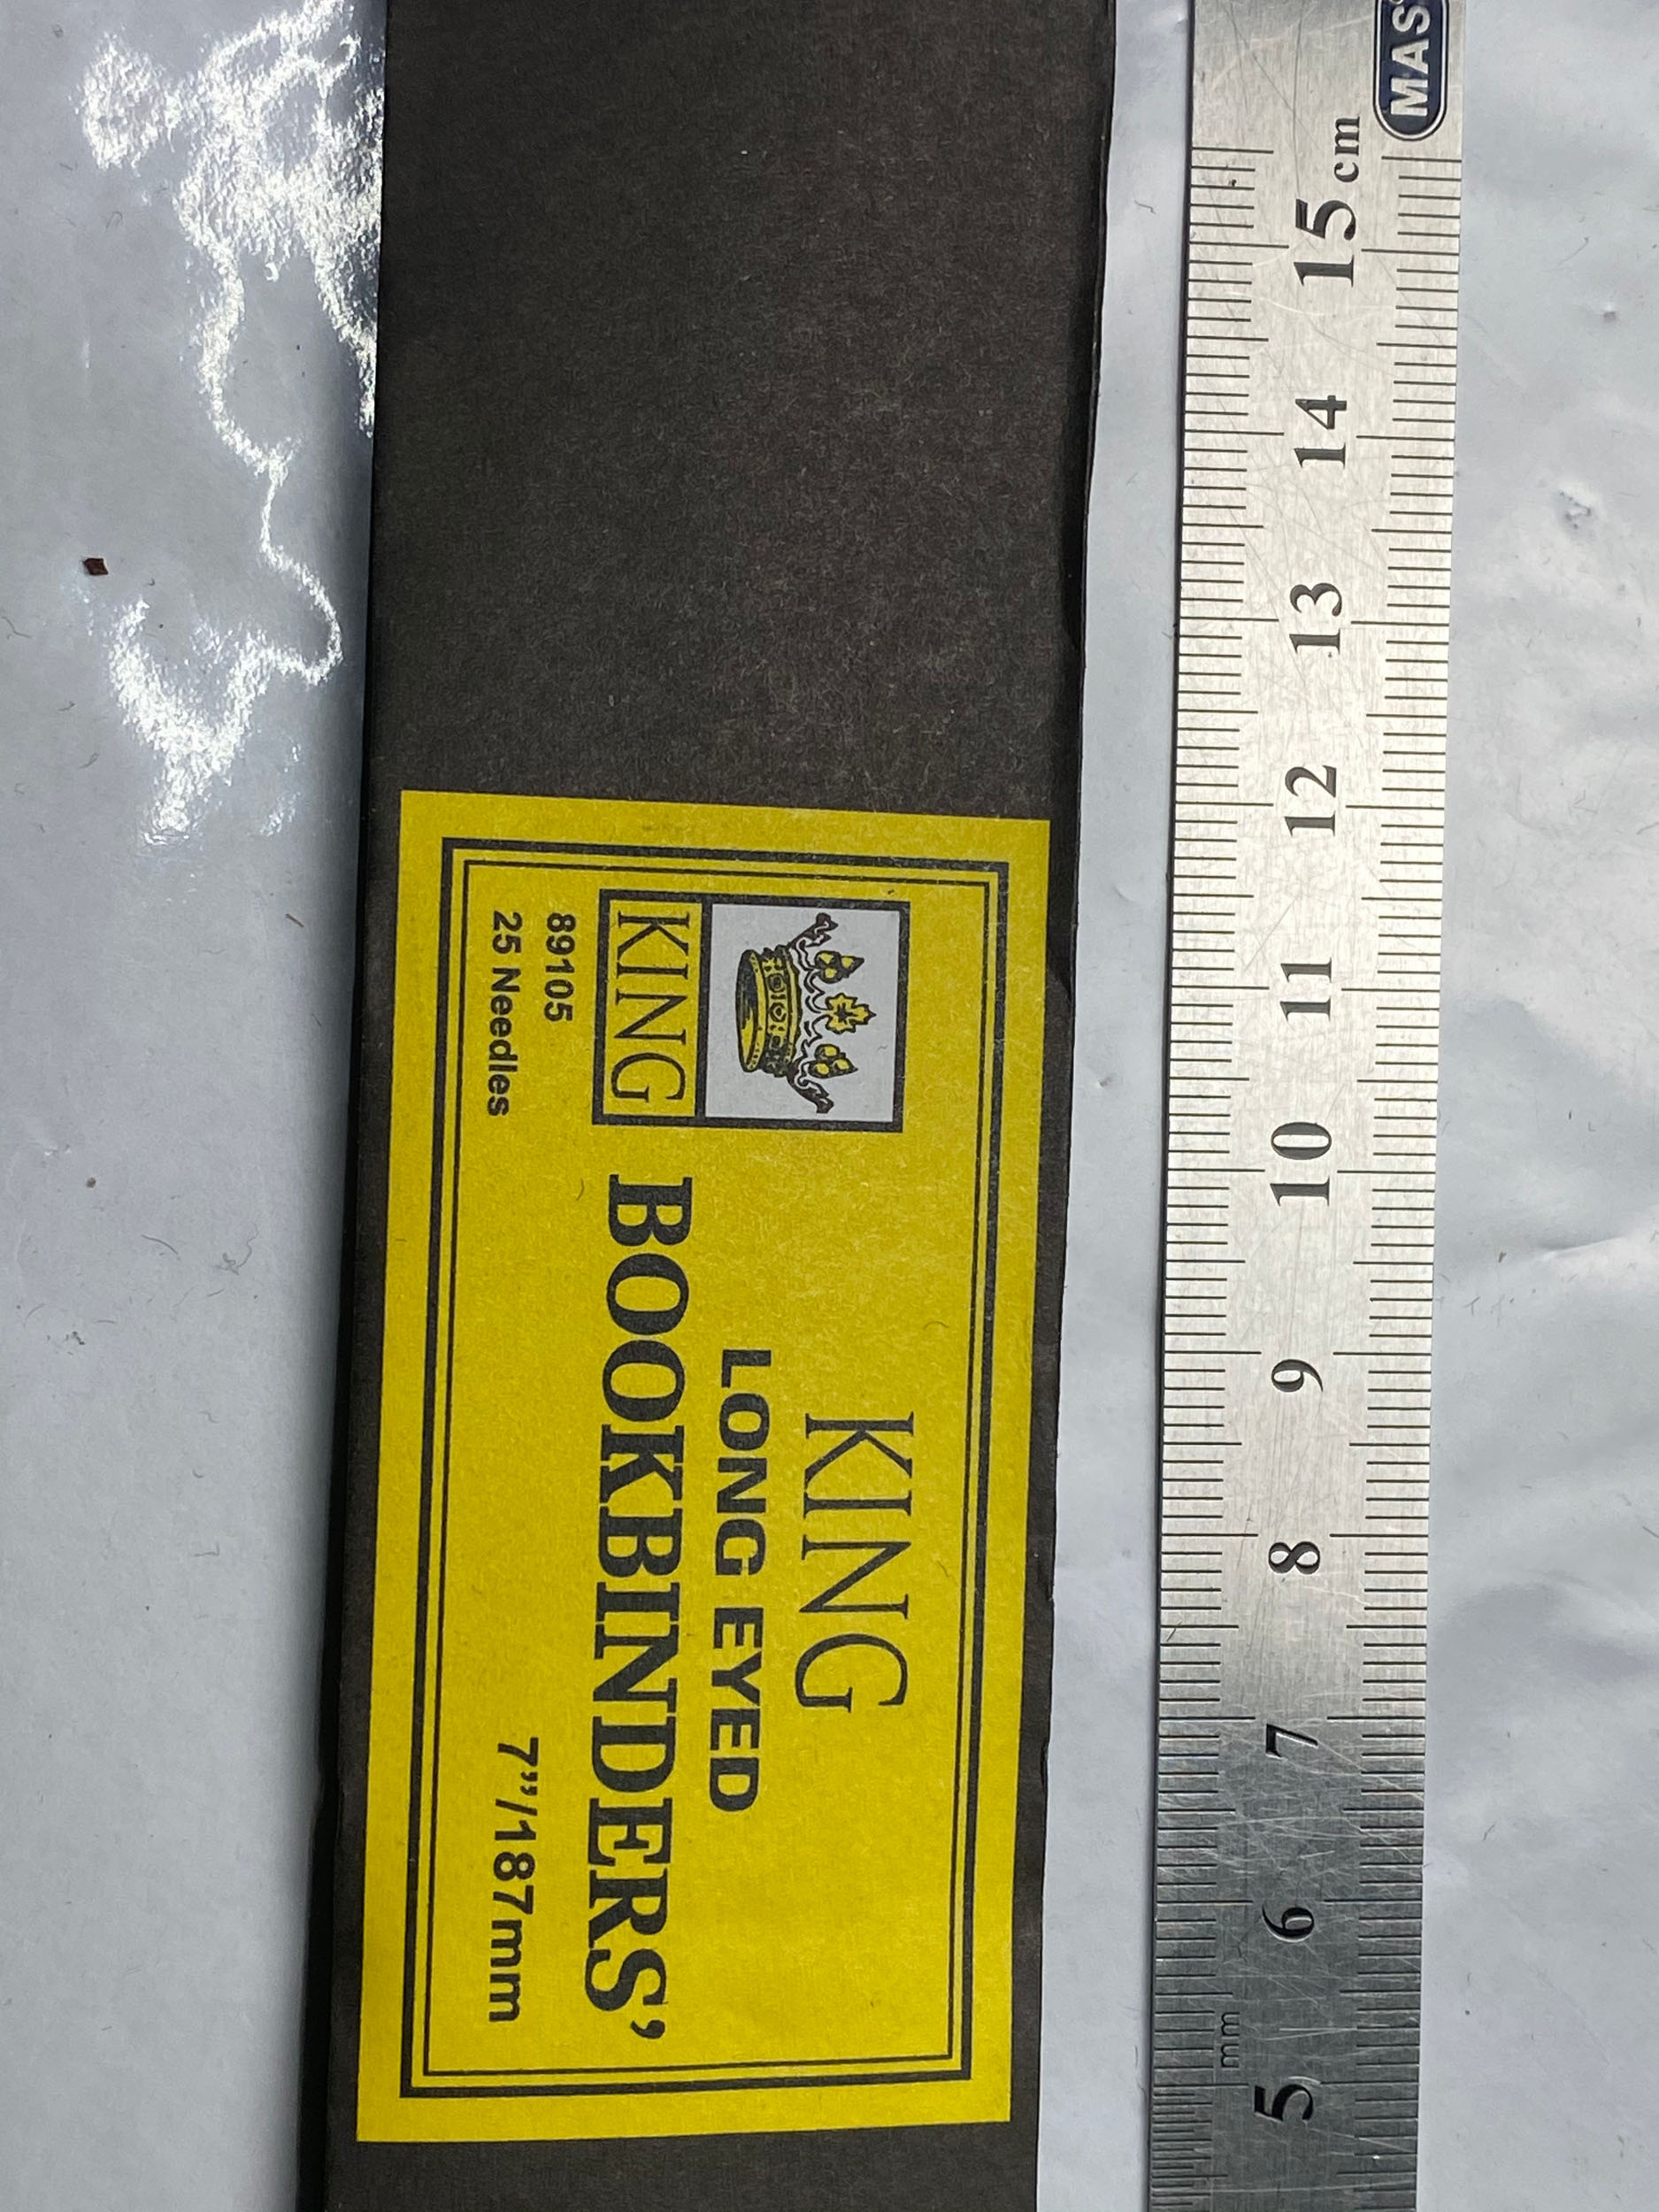 KING
LONG EYED
BOOKBINDERS’
KING
89105
25 Needles
7”/187mm
MAS
cm
15
14
13
12
11
10
9
8
7
6
5
mm